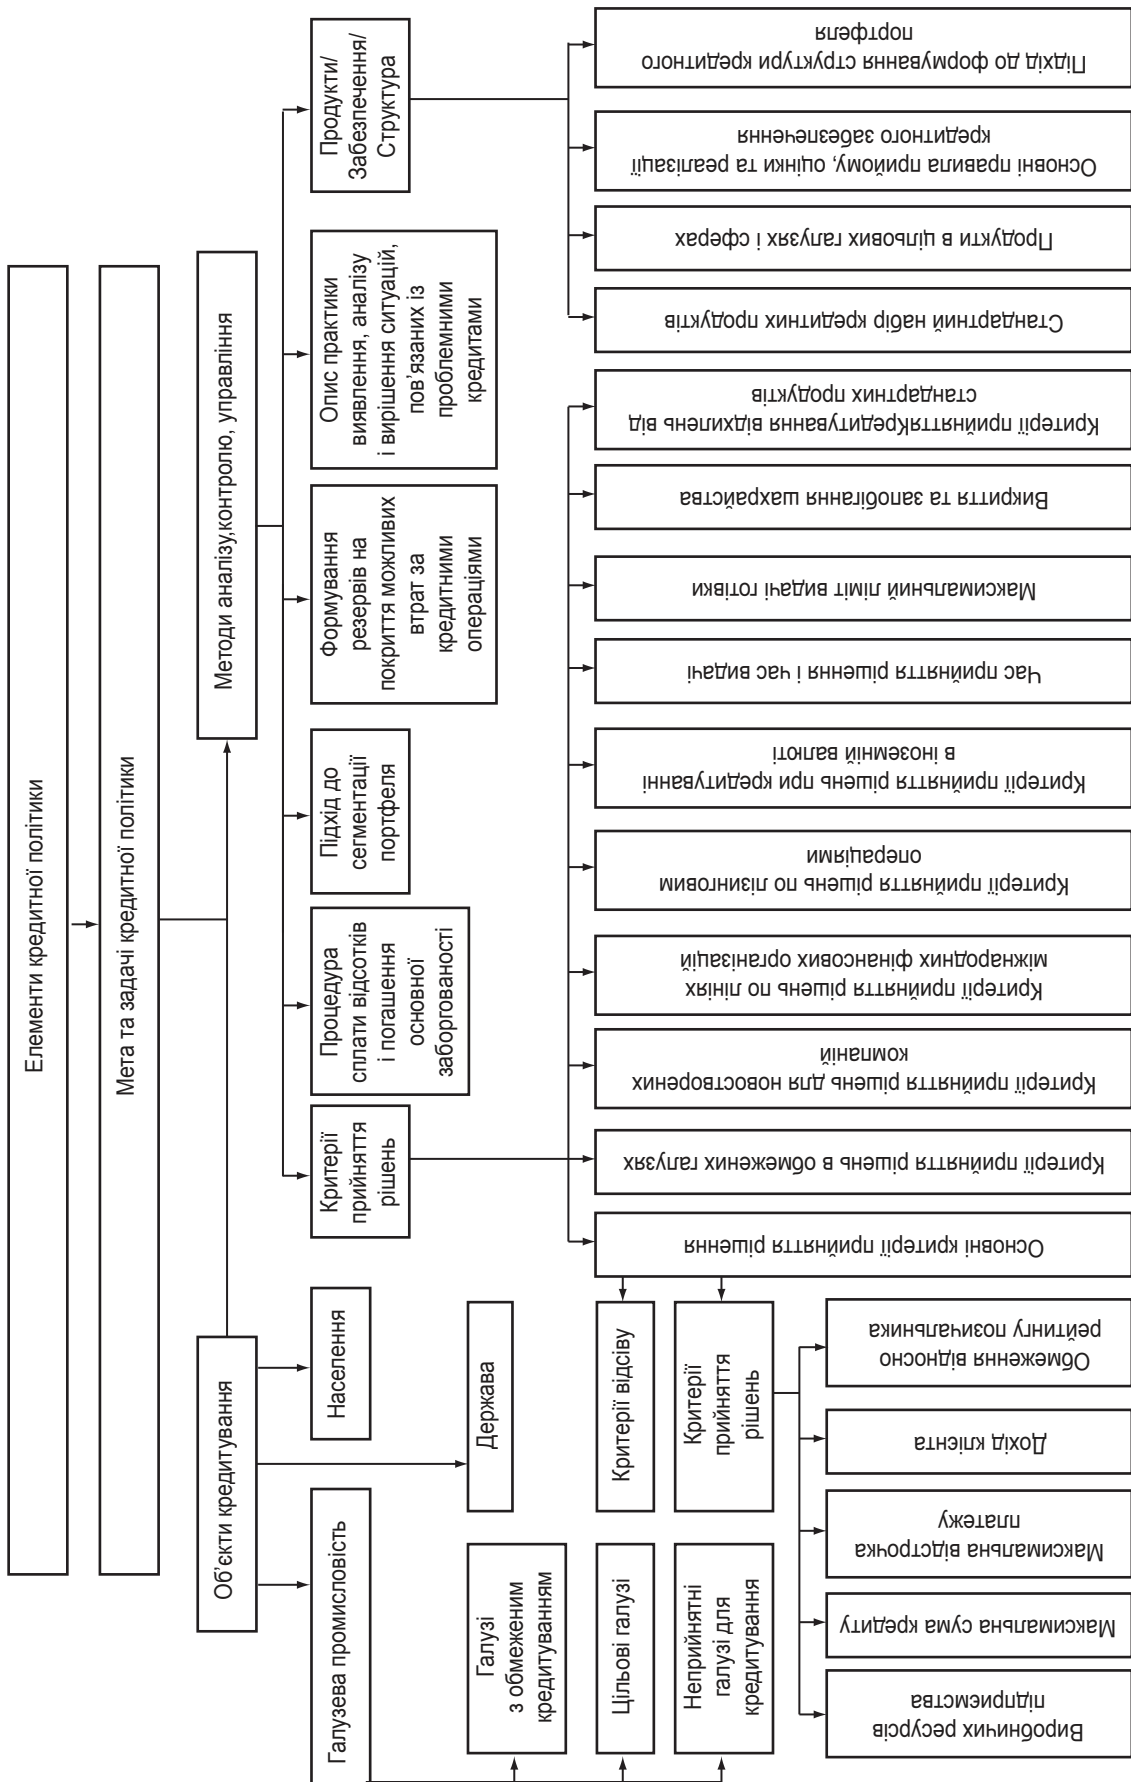 Елементи кредитної політики
Мета та задачі кредитної політики
Об’єкти кредитування
Методи аналізу,контролю, управління
Галузева промисловість
Населення
Держава
Галузі
з обмеженим
кредитуванням
Цільові галузі
Неприйнятні
галузі для
кредитування
Критерії
прийняття
рішень
Процедура
сплати відсотків
і погашення
основної
заборгованості
Підхід до
сегментації
портфеля
Формування
резервів на
покриття можливих
втрат за
кредитними
операціями
Опис практики
виявлення, аналізу
і вирішення ситуацій,
пов’язаних із
проблемними
кредитами
Продукти/
Забезпечення/
Структура
Критерії відсіву
Критерії
прийняття
рішень
Виробничих ресурсів
підприємства
Максимальна сума кредиту
Максимальна відстрочка
платежу
Дохід клієнта
Обмеження відносно
рейтингу позичальника
Основні критерії прийняття рішення
Критерії прийняття рішень в обмежених галузях
Критерії прийняття рішень для новостворених
компаній
Критерії прийняття рішень по лініях
міжнародних фінансових організацій
Критерії прийняття рішень по лізинговим
операціями
Критерії прийняття рішень при кредитуванні
в іноземній валюті
Час прийняття рішення і час видачі
Максимальний ліміт видачі готівки
Викриття та запобігання шахрайства
Критерії прийняттяКредитування відхилень від
стандартних продуктів
Стандартний набір кредитних продуктів
Продукти в цільових галузях і сферах
Основні правила прийому, оцінки та реалізації
кредитного забезпечення
Підхід до формування структури кредитного
портфеля